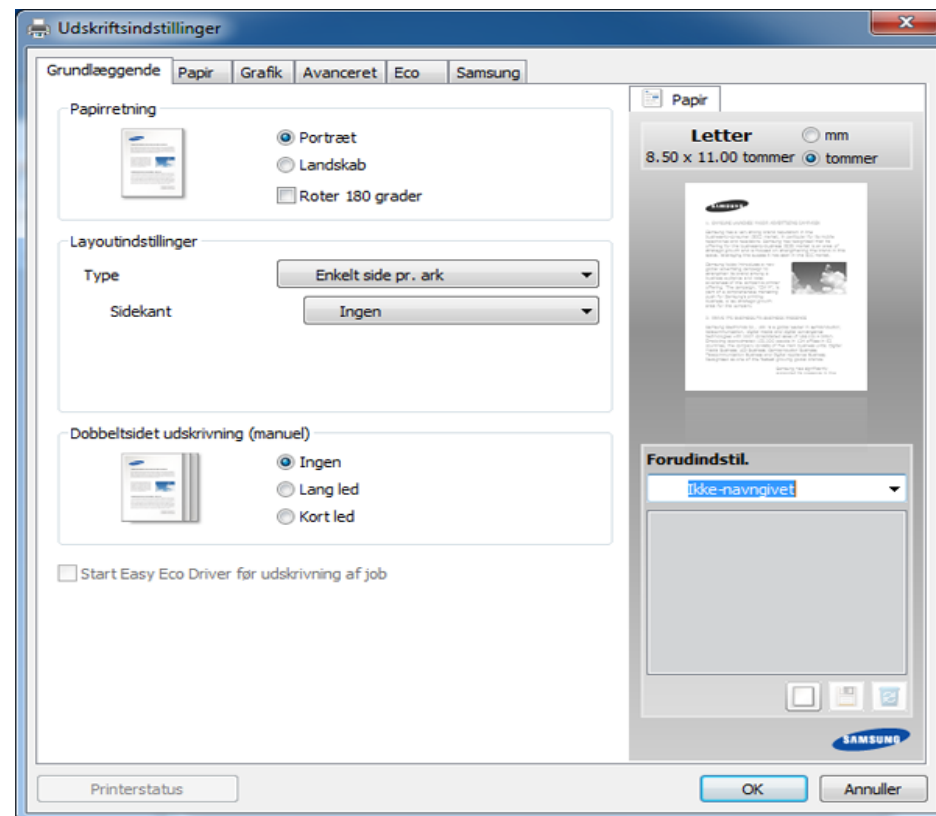 Udskriftsindstillinger
Grundlæggende Papir Grafik Avanceret Eco Samsung
Papirretning
Portræt
Landskab
Roter 180 grader
Layoutindstillinger
Type Enkelt side pr. ark
Sidekant Ingen
Dobbeltsidet udskrivning (manuel)
Ingen
Lang led
Kort led
Start Easy Eco Driver før udskrivning af job
Papir
Letter mm
8.50 x 11.00 tommer tommer
Forudindstil.
Ikke-navngivet
SAMSUNG
Printerstatus OK Annuller